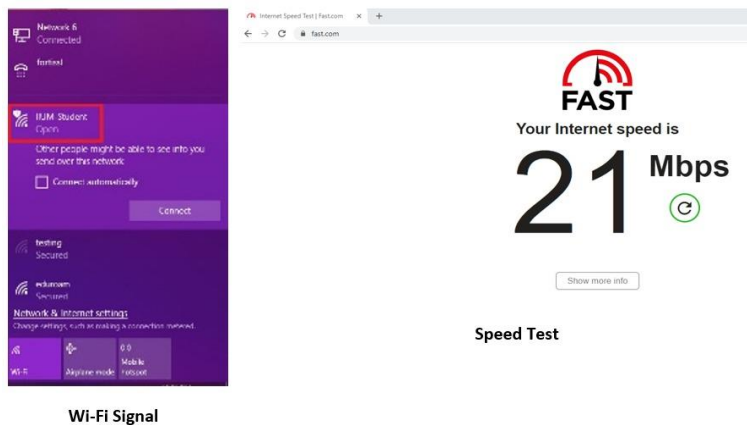 Network 6
Connected
fortissl
IIUM-Student
Open
Other people might be able to see info you
send over this network
Connect automatically
Connect
testing
Secured
eduroam
Secured
Network & Internet settings
Change settings, such as making a connection metered.
Wi-Fi
Airplane mode
Mobile
hotspot
Wi-Fi Signal
Internet Speed Test | Fast.com
fast.com
FAST
Your Internet speed is
21 Mbps
Show more info
Speed Test